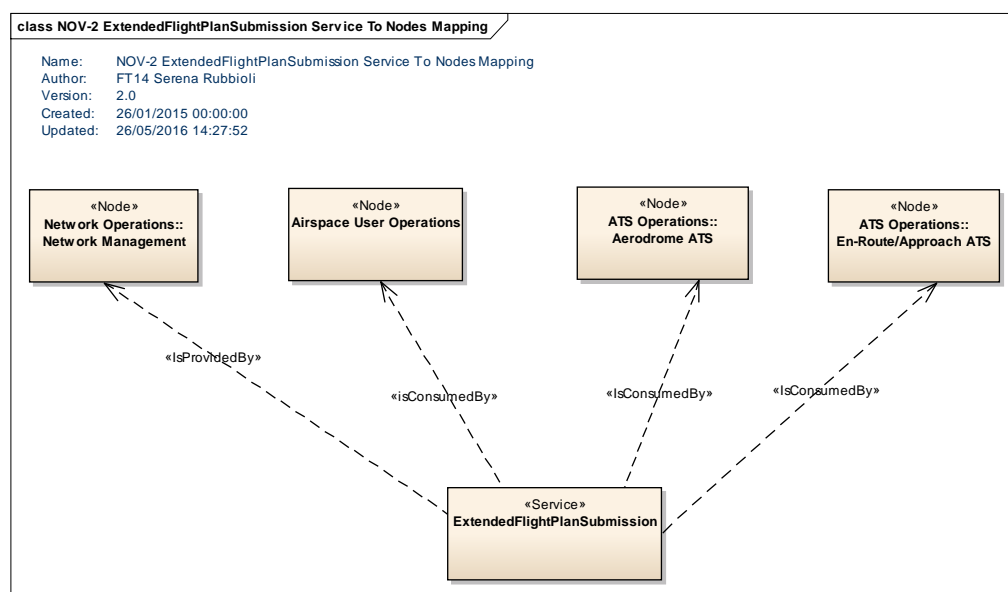 class NOV-2 ExtendedFlightPlanSubmission Service To Nodes Mapping
Name: NOV-2 ExtendedFlightPlanSubmission Service To Nodes Mapping
Author: FT14 Serena Rubbioli
Version: 2.0
Created: 26/01/2015 00:00:00
Updated: 26/05/2016 14:27:52
«Node»
Network Operations::
Network Management
«Node»
Airspace User Operations
«Node»
ATS Operations::
Aerodrome ATS
«Node»
ATS Operations::
En-Route/Approach ATS
«IsProvidedBy»
«isConsumedBy»
«IsConsumedBy»
«IsConsumedBy»
«Service»
ExtendedFlightPlanSubmission